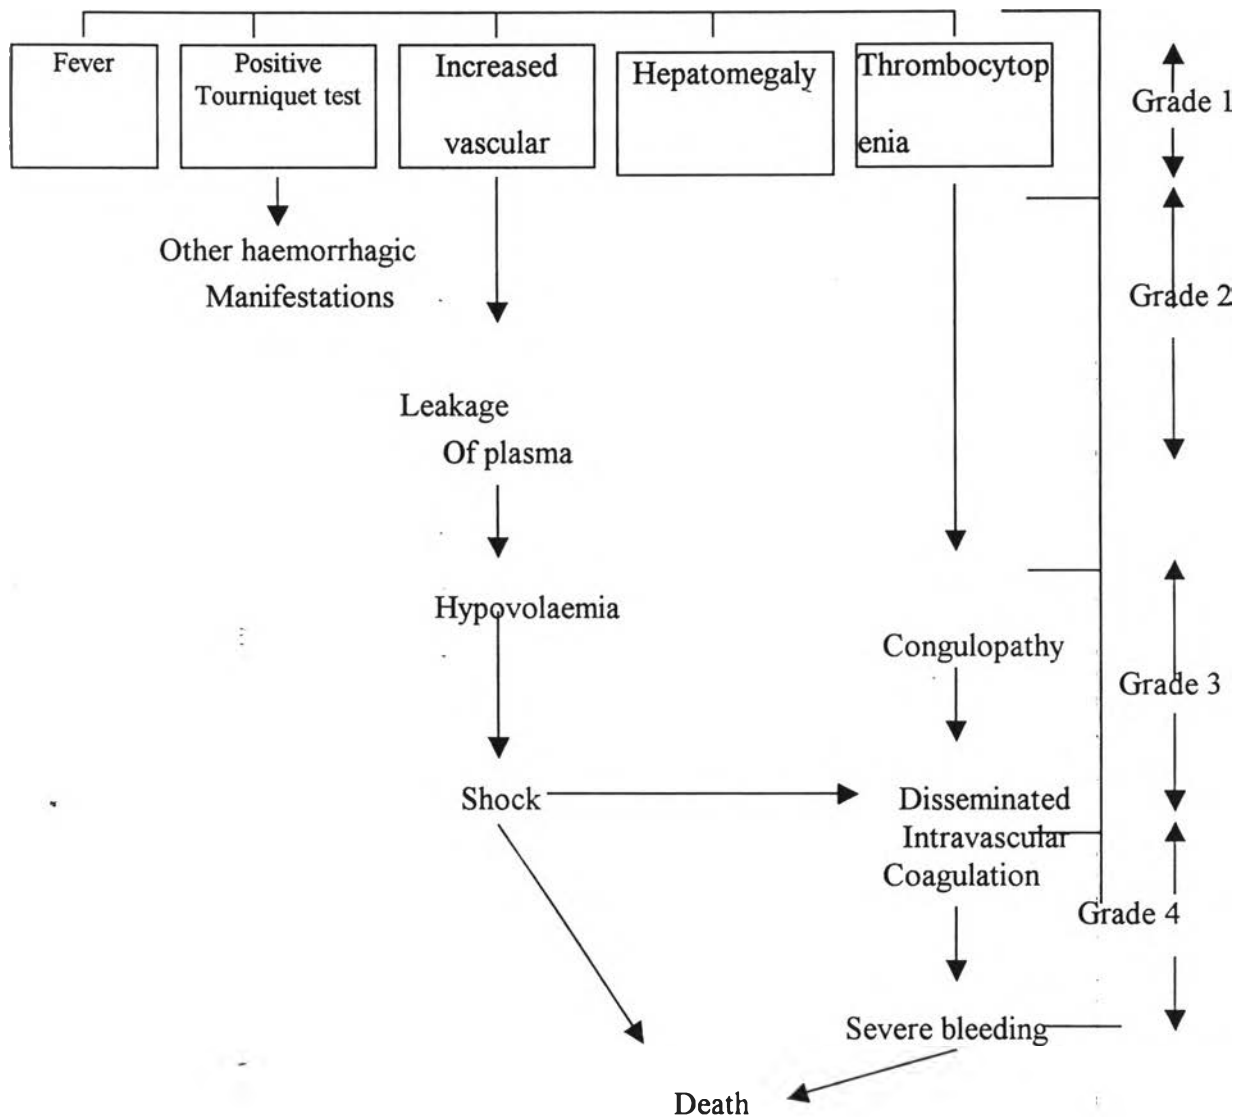 Fever
Positive
Tourniquet test
Increased
vascular
Hepatomegaly
Thrombocytop
enia
Grade 1
Other haemorrhagic
Manifestations
Grade 2
Leakage
Of plasma
Hypovolaemia
Congulopathy
Grade 3
Shock
Disseminated
Intravascular
Coagulation
Grade 4
Severe bleeding
Death